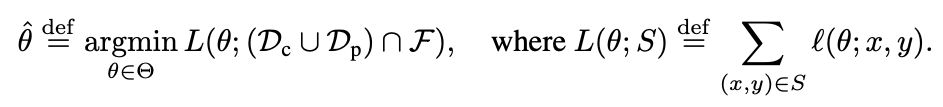 θ̂ ≝ argmin_{θ∈Θ} L(θ; (𝒟_c ∪ 𝒟_p) ∩ ℱ), where L(θ; S) ≝ ∑_{(x,y)∈S} ℓ(θ; x, y).